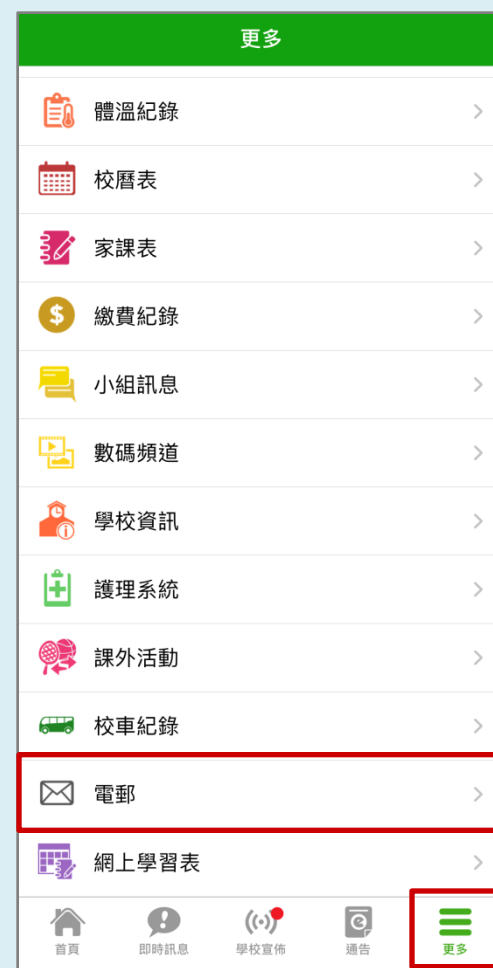 更多
體溫紀錄
校曆表
家課表
繳費紀錄
小組訊息
數碼頻道
學校資訊
護理系統
課外活動
校車紀錄
電郵
網上學習表
首頁
即時訊息
學校宣佈
通告
更多